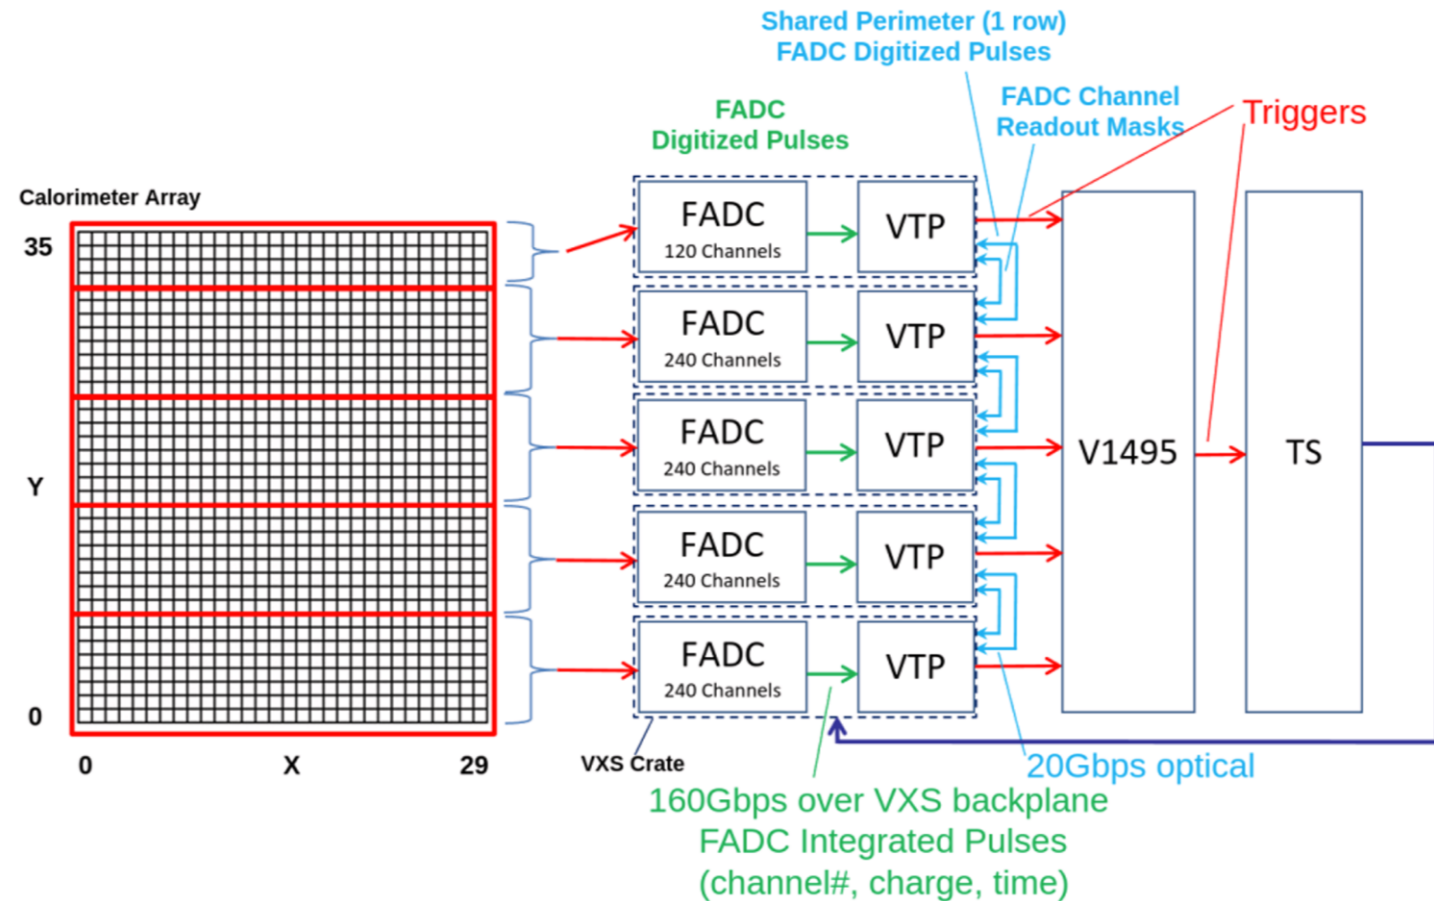 Shared Perimeter (1 row)
FADC Digitized Pulses
FADC Channel
Readout Masks
Triggers
FADC
Digitized Pulses
Calorimeter Array
35
Y
0
0 X 29
FADC
120 Channels
VTP
FADC
240 Channels
VTP
FADC
240 Channels
VTP
FADC
240 Channels
VTP
FADC
240 Channels
VTP
V1495
TS
VXS Crate
20Gbps optical
160Gbps over VXS backplane
FADC Integrated Pulses
(channel#, charge, time)